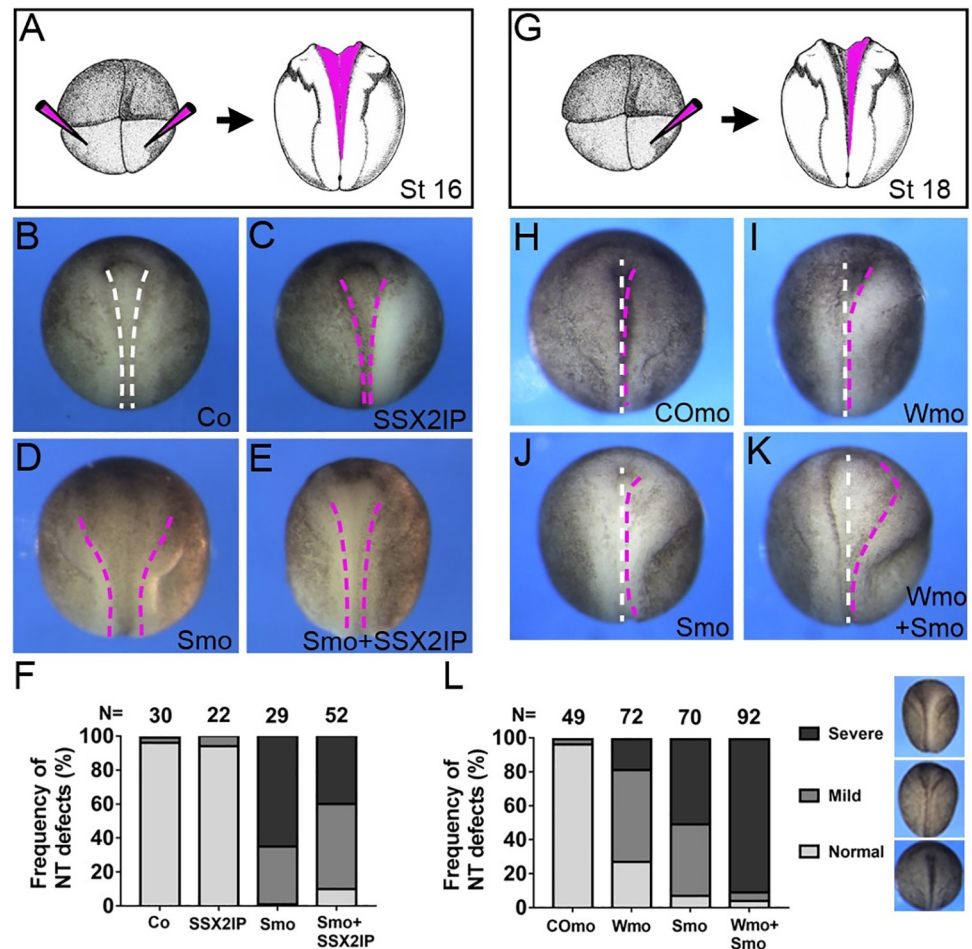 A
St 16
G
St 18
B
Co
C
SSX2IP
H
COmo
I
Wmo
D
Smo
E
Smo+SSX2IP
J
Smo
K
Wmo
+Smo
F
N= 30 22 29 52
Frequency of
NT defects (%)
100
80
60
40
20
0
Co SSX2IP Smo Smo+
SSX2IP
L
N= 49 72 70 92
Frequency of
NT defects (%)
100
80
60
40
20
0
COmo Wmo Smo Wmo+
Smo
Severe
Mild
Normal